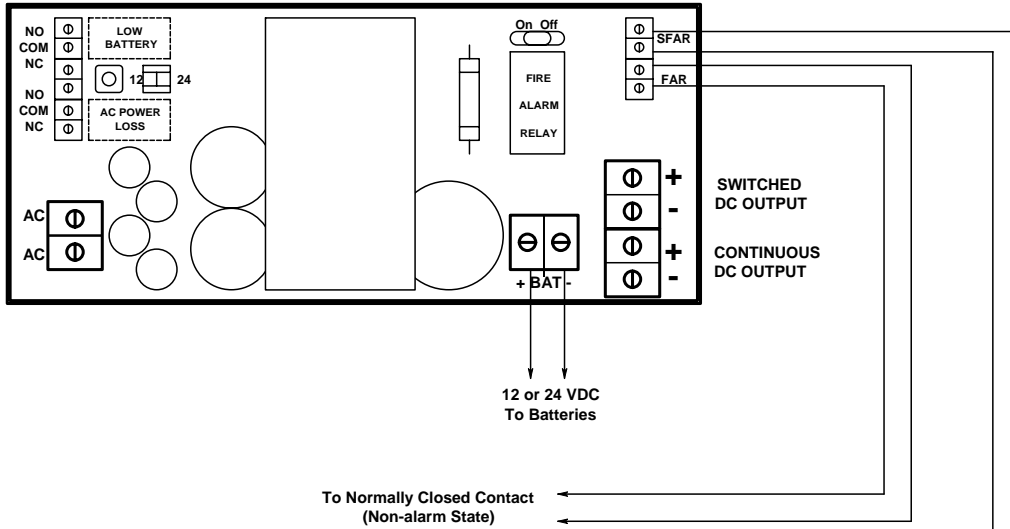 NO
COM
NC
NO
COM
NC
LOW
BATTERY
12
24
AC POWER
LOSS
AC
AC
On Off
FIRE
ALARM
RELAY
SFAR
FAR
+
-
SWITCHED
DC OUTPUT
+
-
CONTINUOUS
DC OUTPUT
+ BAT -
12 or 24 VDC
To Batteries
To Normally Closed Contact
(Non-alarm State)